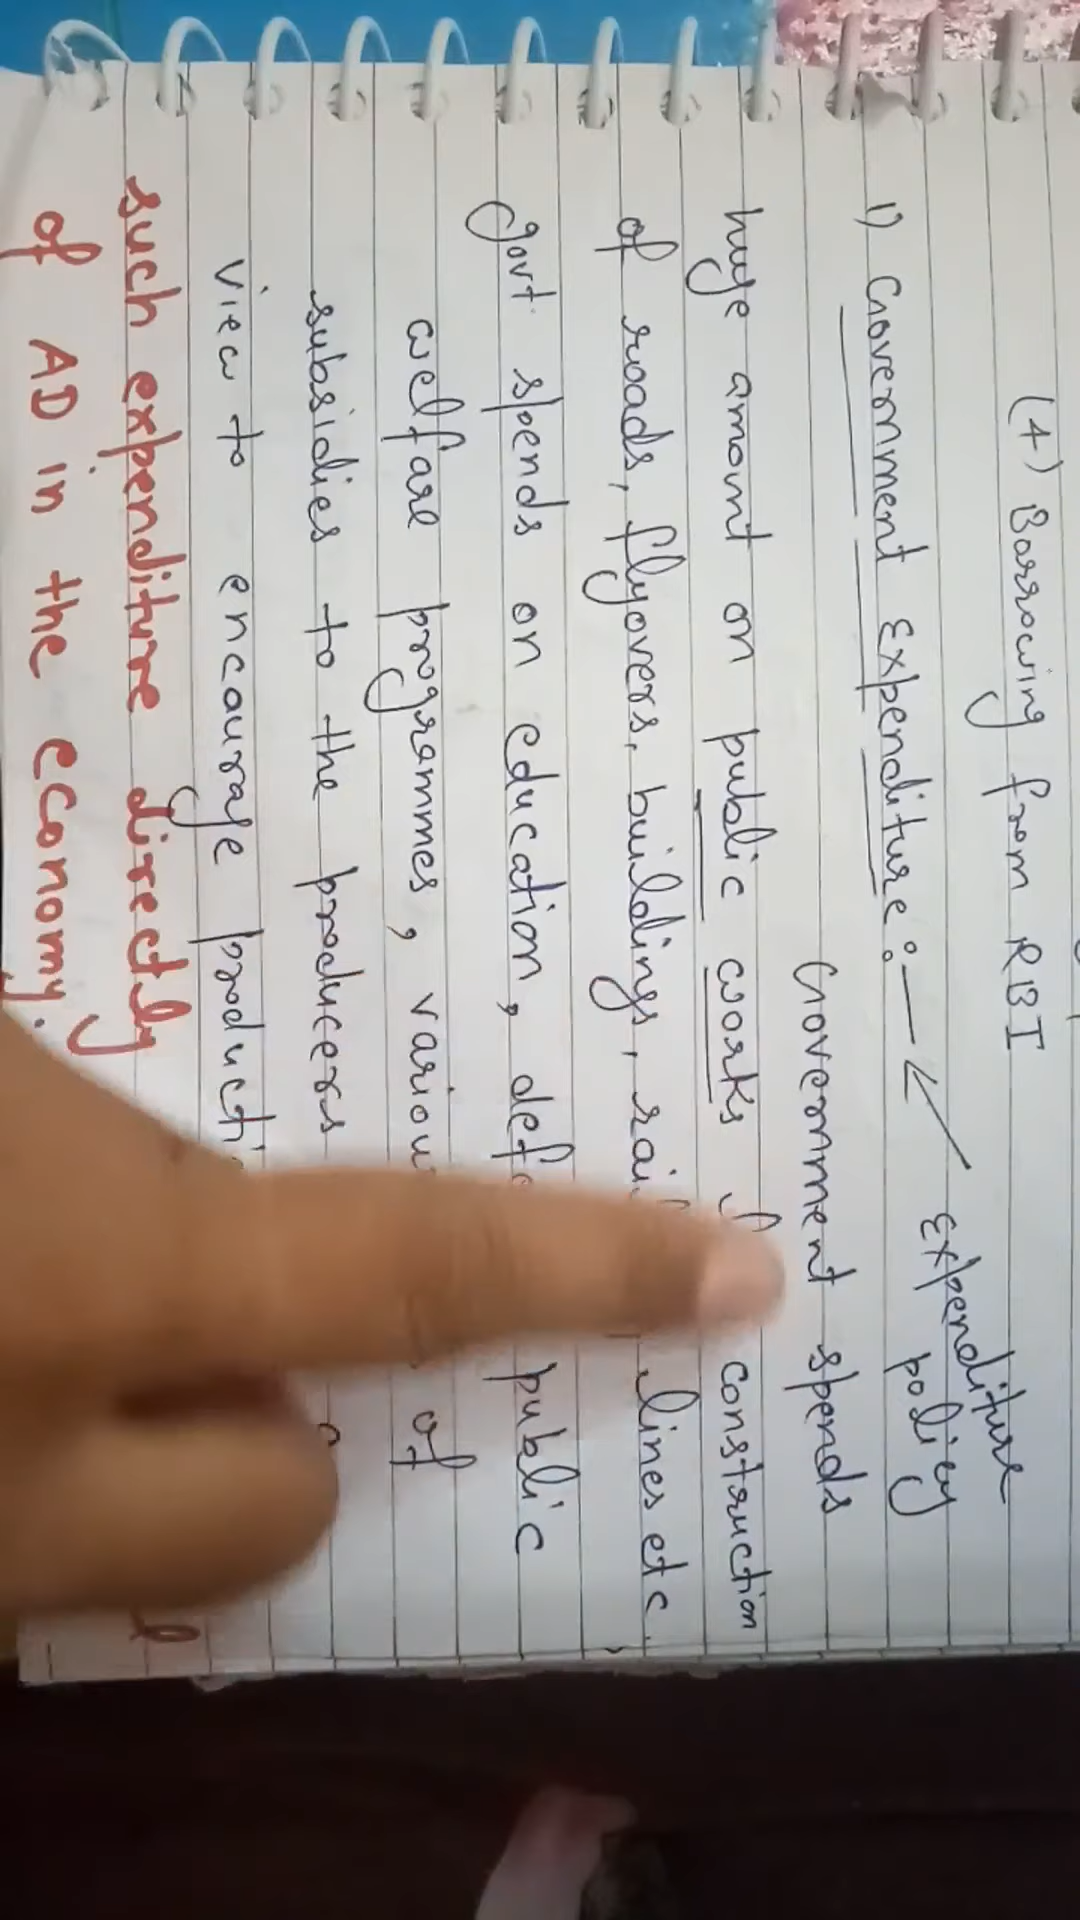 (4) Barrowing from RBI
1) Government Expenditure :— Expenditure policy
Government spends
huge amount on public works construction
of roads, flyovers, buildings, lines etc.
govt spends on education, public
welfare programmes, of
subsidies to the producers
view to encaurage
such expenditure directly
of AD in the economy.